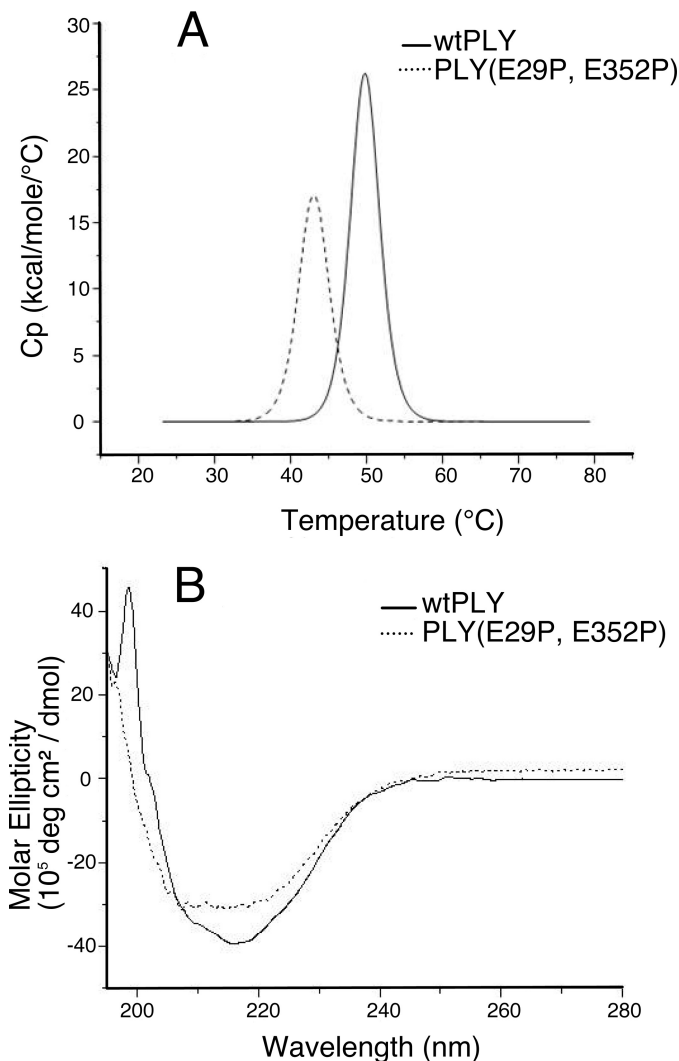 A
wtPLY
PLY(E29P, E352P)
30
25
20
15
10
5
0
Cp (kcal/mole/°C)
20 30 40 50 60 70 80
Temperature (°C)
B
wtPLY
PLY(E29P, E352P)
40
20
0
-20
-40
Molar Ellipticity
(10⁵ deg cm² / dmol)
200 220 240 260 280
Wavelength (nm)